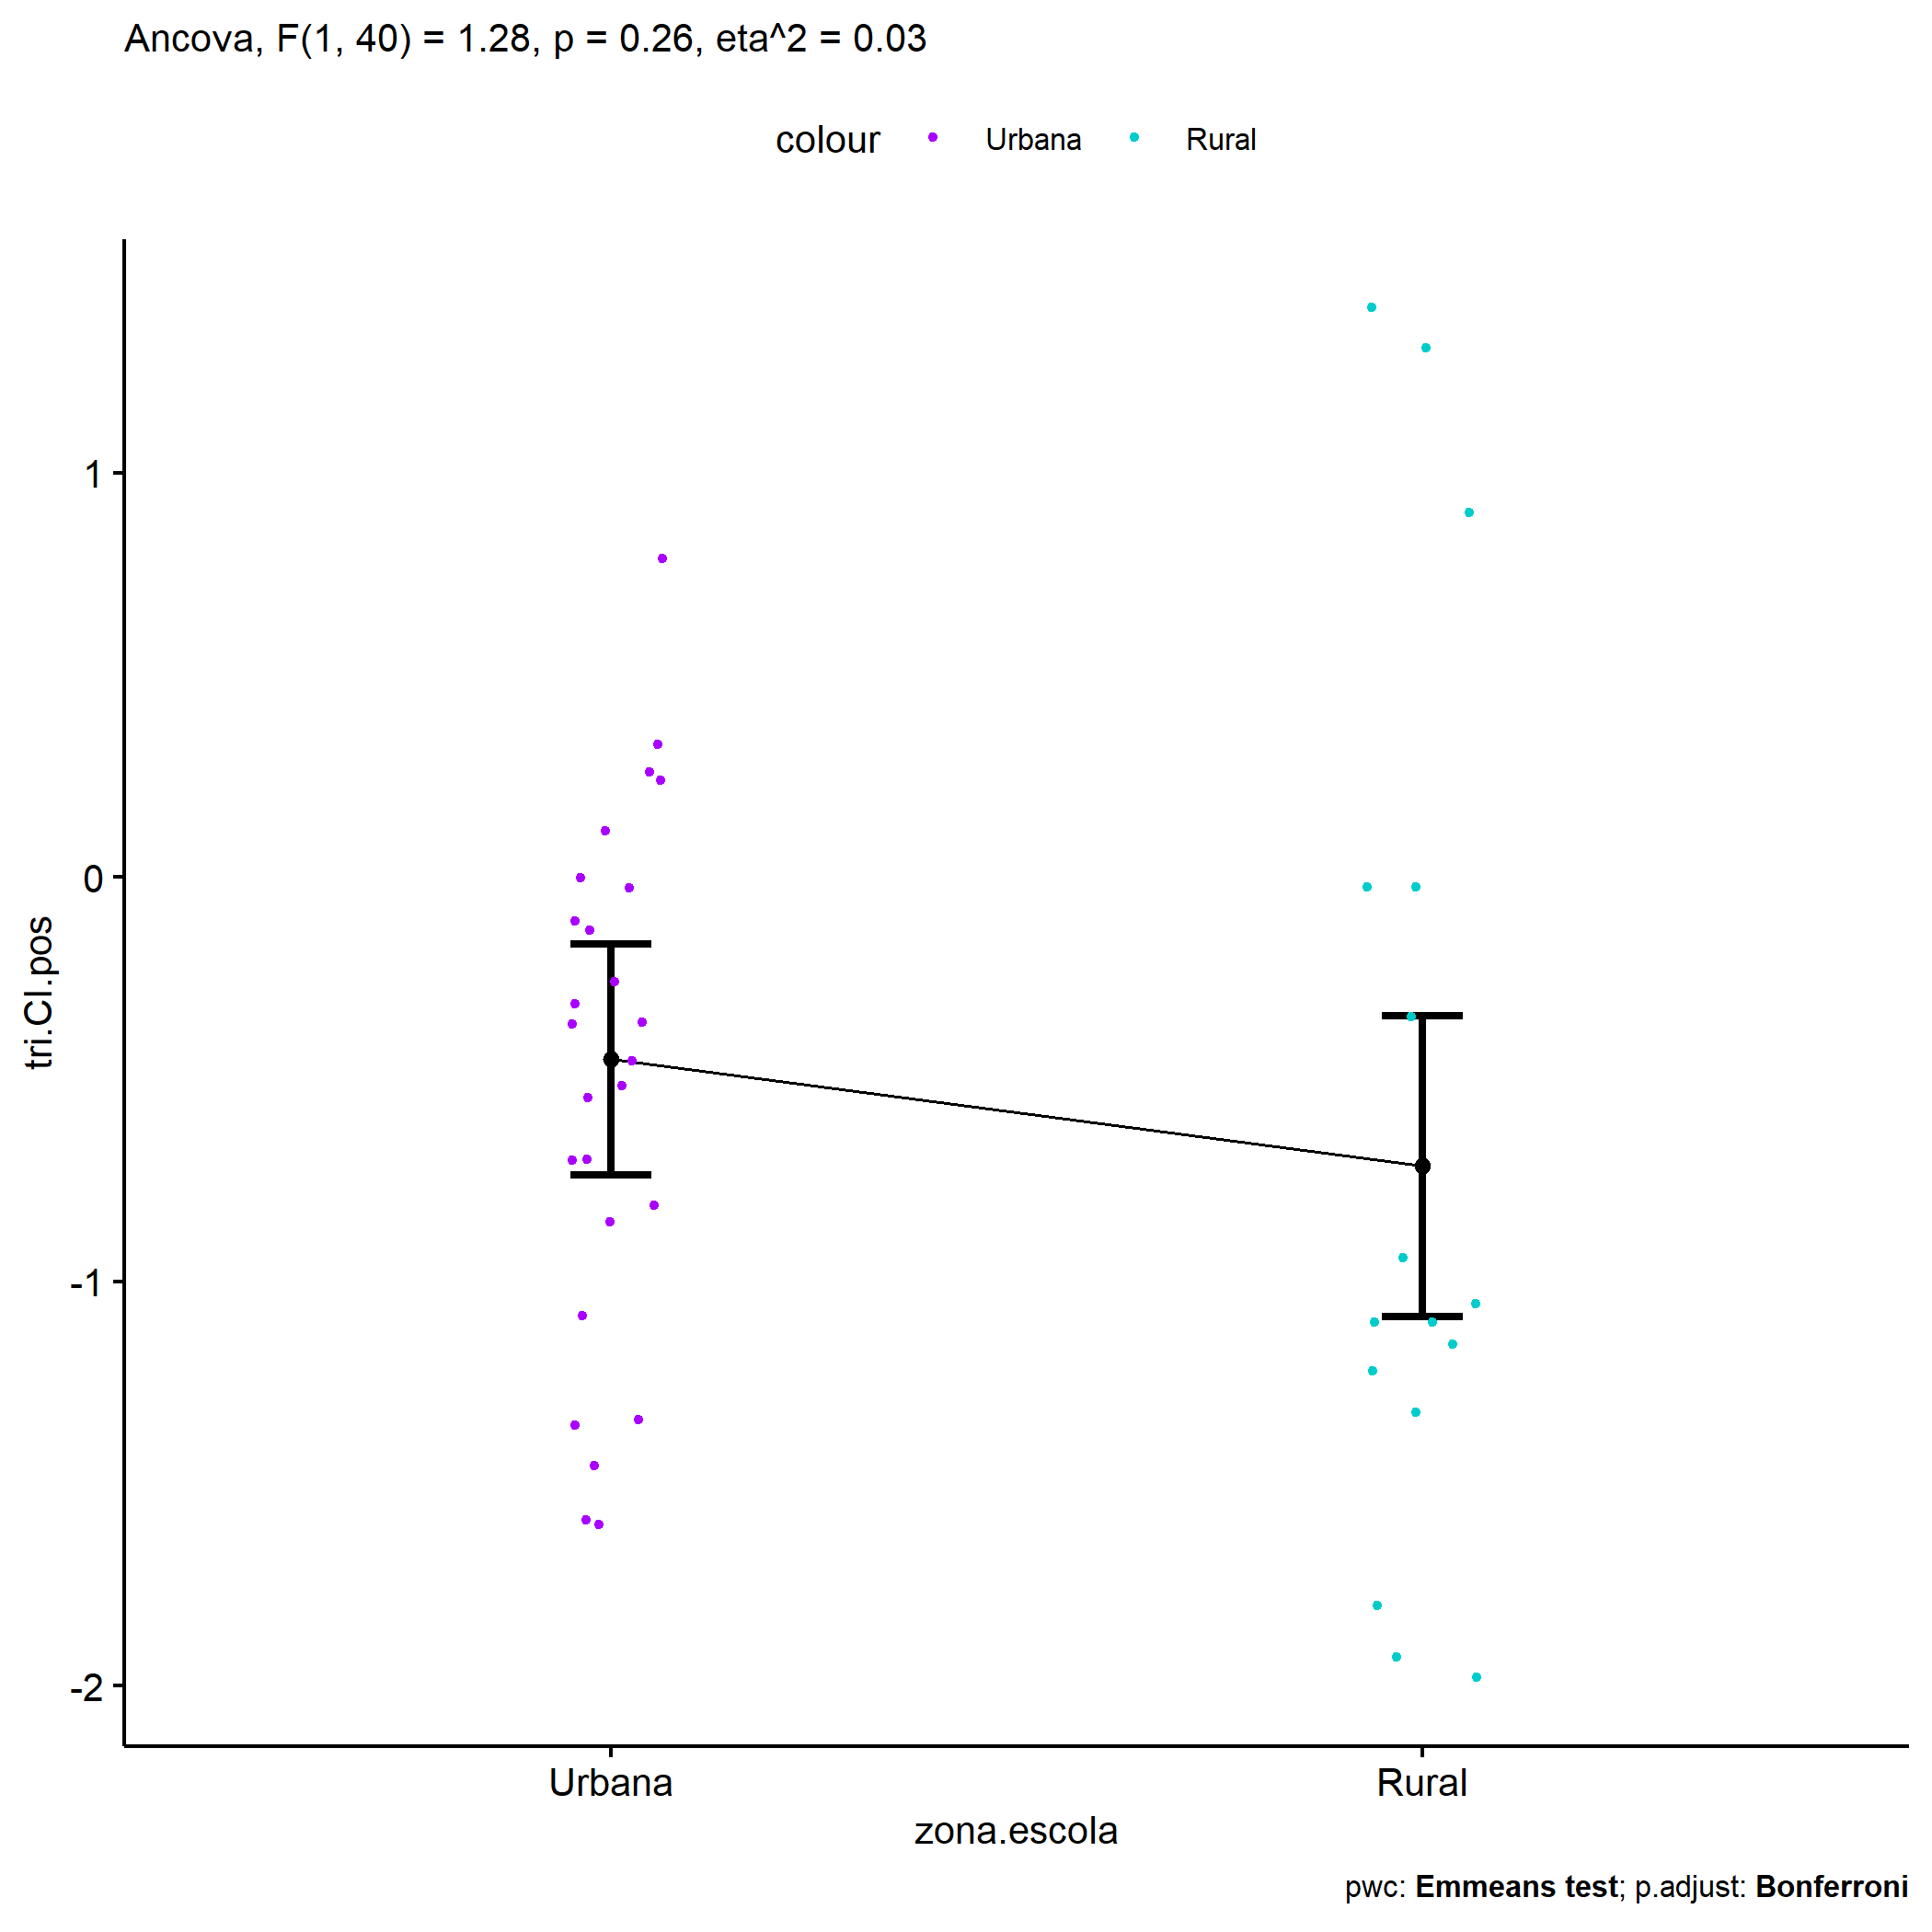 Ancova, F(1, 40) = 1.28, p = 0.26, eta^2 = 0.03
colour Urbana Rural
tri.CI.pos
1
0
-1
-2
Urbana Rural
zona.escola
pwc: Emmeans test; p.adjust: Bonferroni